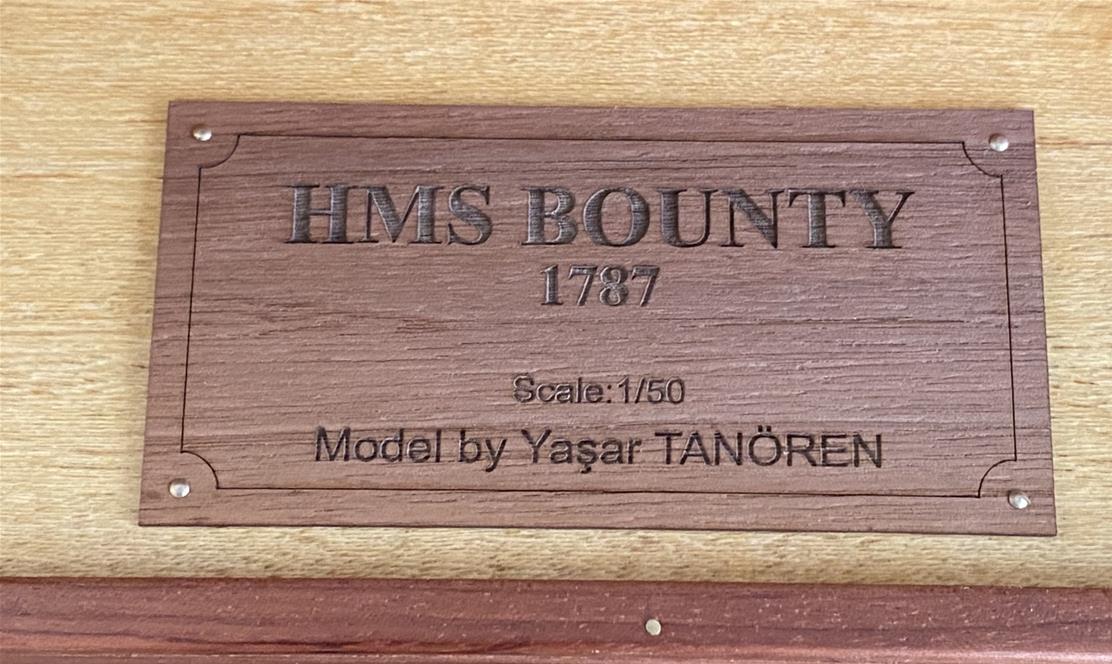 HMS BOUNTY
1787
Scale:1/50
Model by Yaşar TANÖREN